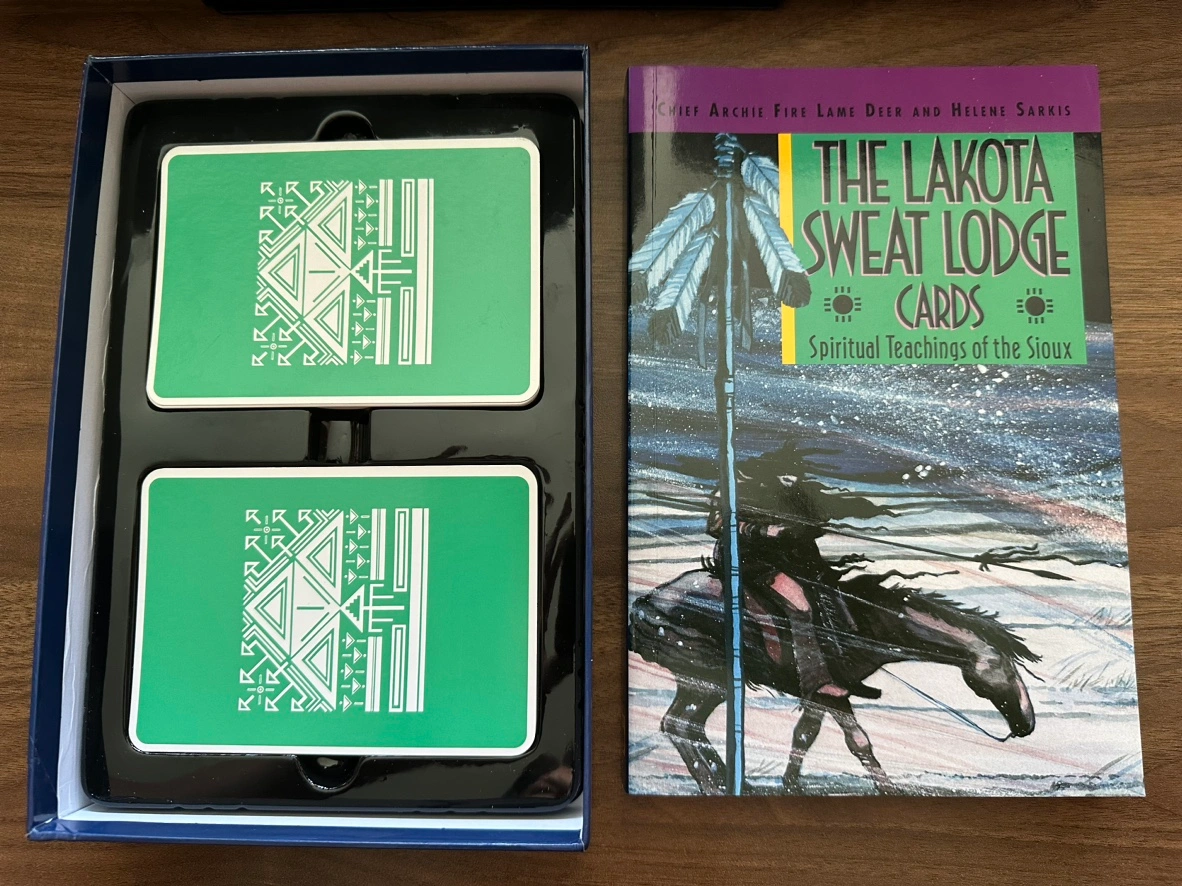 CHIEF ARCHIE FIRE LAME DEER AND HELENE SARKIS
THE LAKOTA
SWEAT LODGE
CARDS
Spiritual Teachings of the Sioux